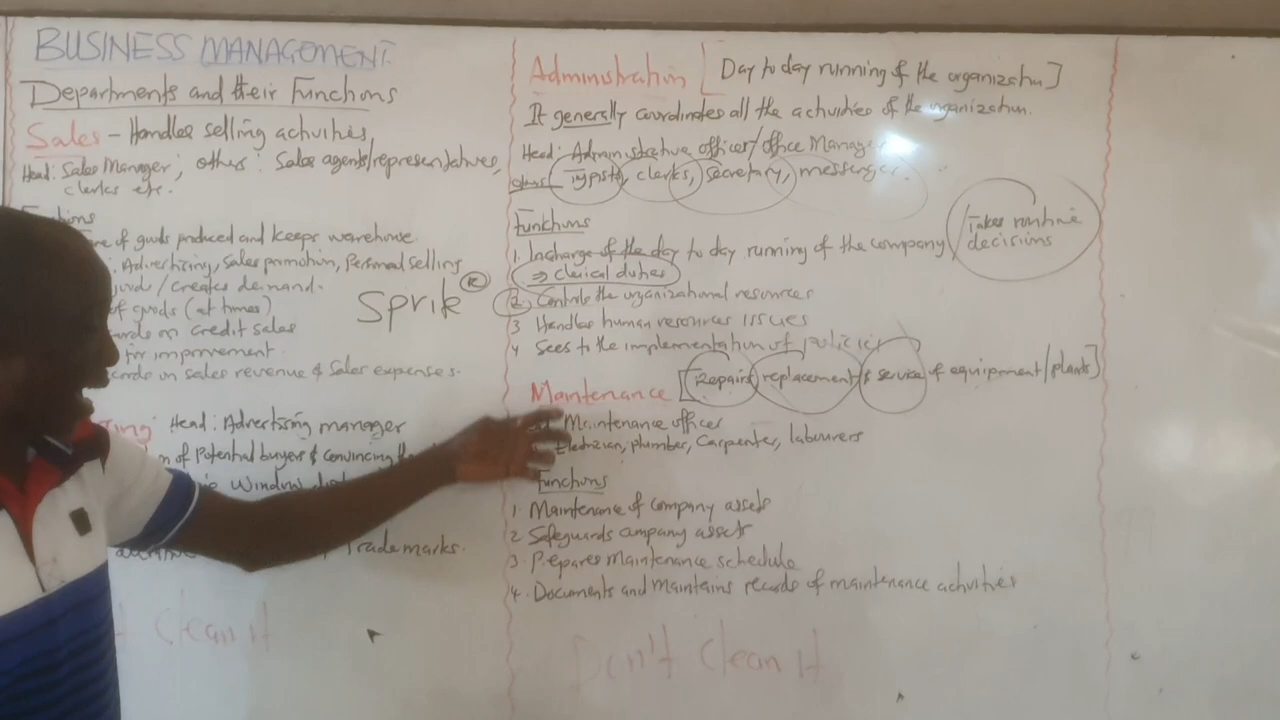 BUSINESS MANAGEMENT
Departments and their Functions
Sales – Handles selling activities
Head: Sales Manager; others: Sales agents/representatives,
clerks etc.
of goods produced and keeps warehouse
Advertising, Sales promotion, Personal selling
goods / creates demand.
of goods (at times)
on credit sales
for improvement
on sales revenue & Sales expenses.
Sprik ®
Head: Advertising manager
of Potential buyers & convincing
Window
Trademarks.
Clean it
Administration [Day to day running of the organization]
It generally coordinates all the activities of the organization.
Head: Administrative officer/office Manager
Typists, clerks, secretary, messenger
Functions
1. Incharge of the day to day running of the company / Takes routine
decisions
⇒ clerical duties
2. Controls the organizational resources
3 Handles human resources issues
4 Sees to the implementation of policies
Maintenance [Repairs/replacement/& service of equipment/plants]
Maintenance officer
Electrician, plumber, Carpenter, labourers
Functions
1. Maintenance of company assets
2 Safeguards company assets
3. Prepares maintenance schedule
4. Documents and maintains records of maintenance activities
Don't Clean it